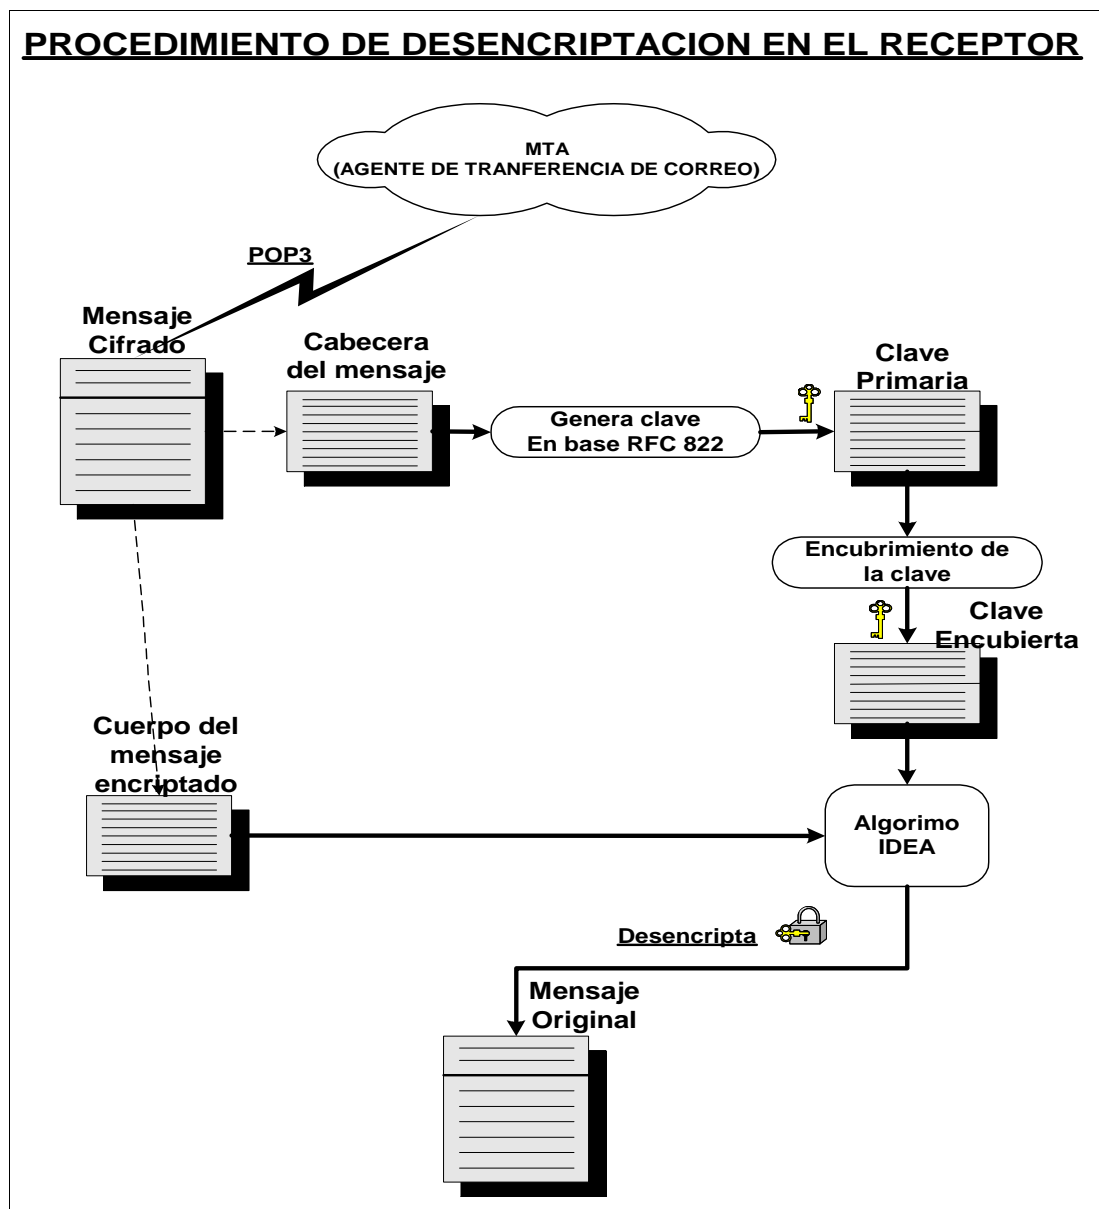 PROCEDIMIENTO DE DESENCRIPTACION EN EL RECEPTOR
MTA
(AGENTE DE TRANFERENCIA DE CORREO)
POP3
Mensaje
Cifrado
Cabecera
del mensaje
Genera clave
En base RFC 822
Clave
Primaria
Encubrimiento de
la clave
Clave
Encubierta
Cuerpo del
mensaje
encriptado
Algorimo
IDEA
Desencripta
Mensaje
Original